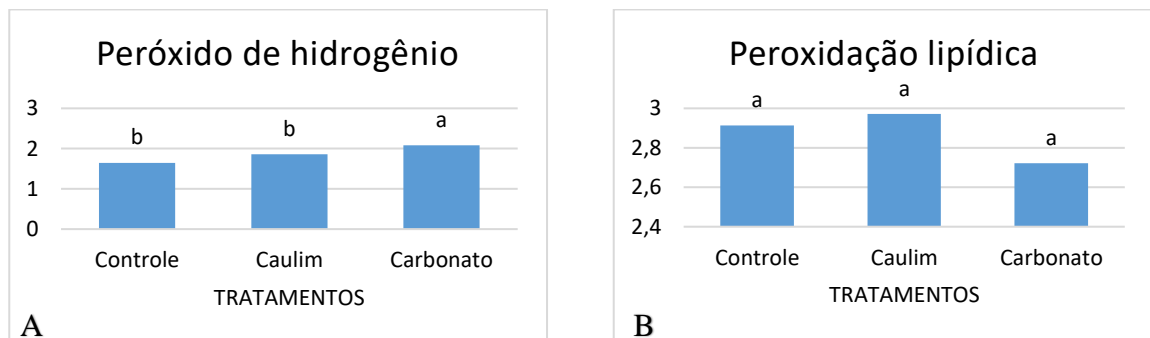 Peróxido de hidrogênio
3
2
1
0
b
b
a
Controle
Caulim
Carbonato
TRATAMENTOS
A
Peroxidação lipídica
3
2,8
2,6
2,4
a
a
a
Controle
Caulim
Carbonato
TRATAMENTOS
B